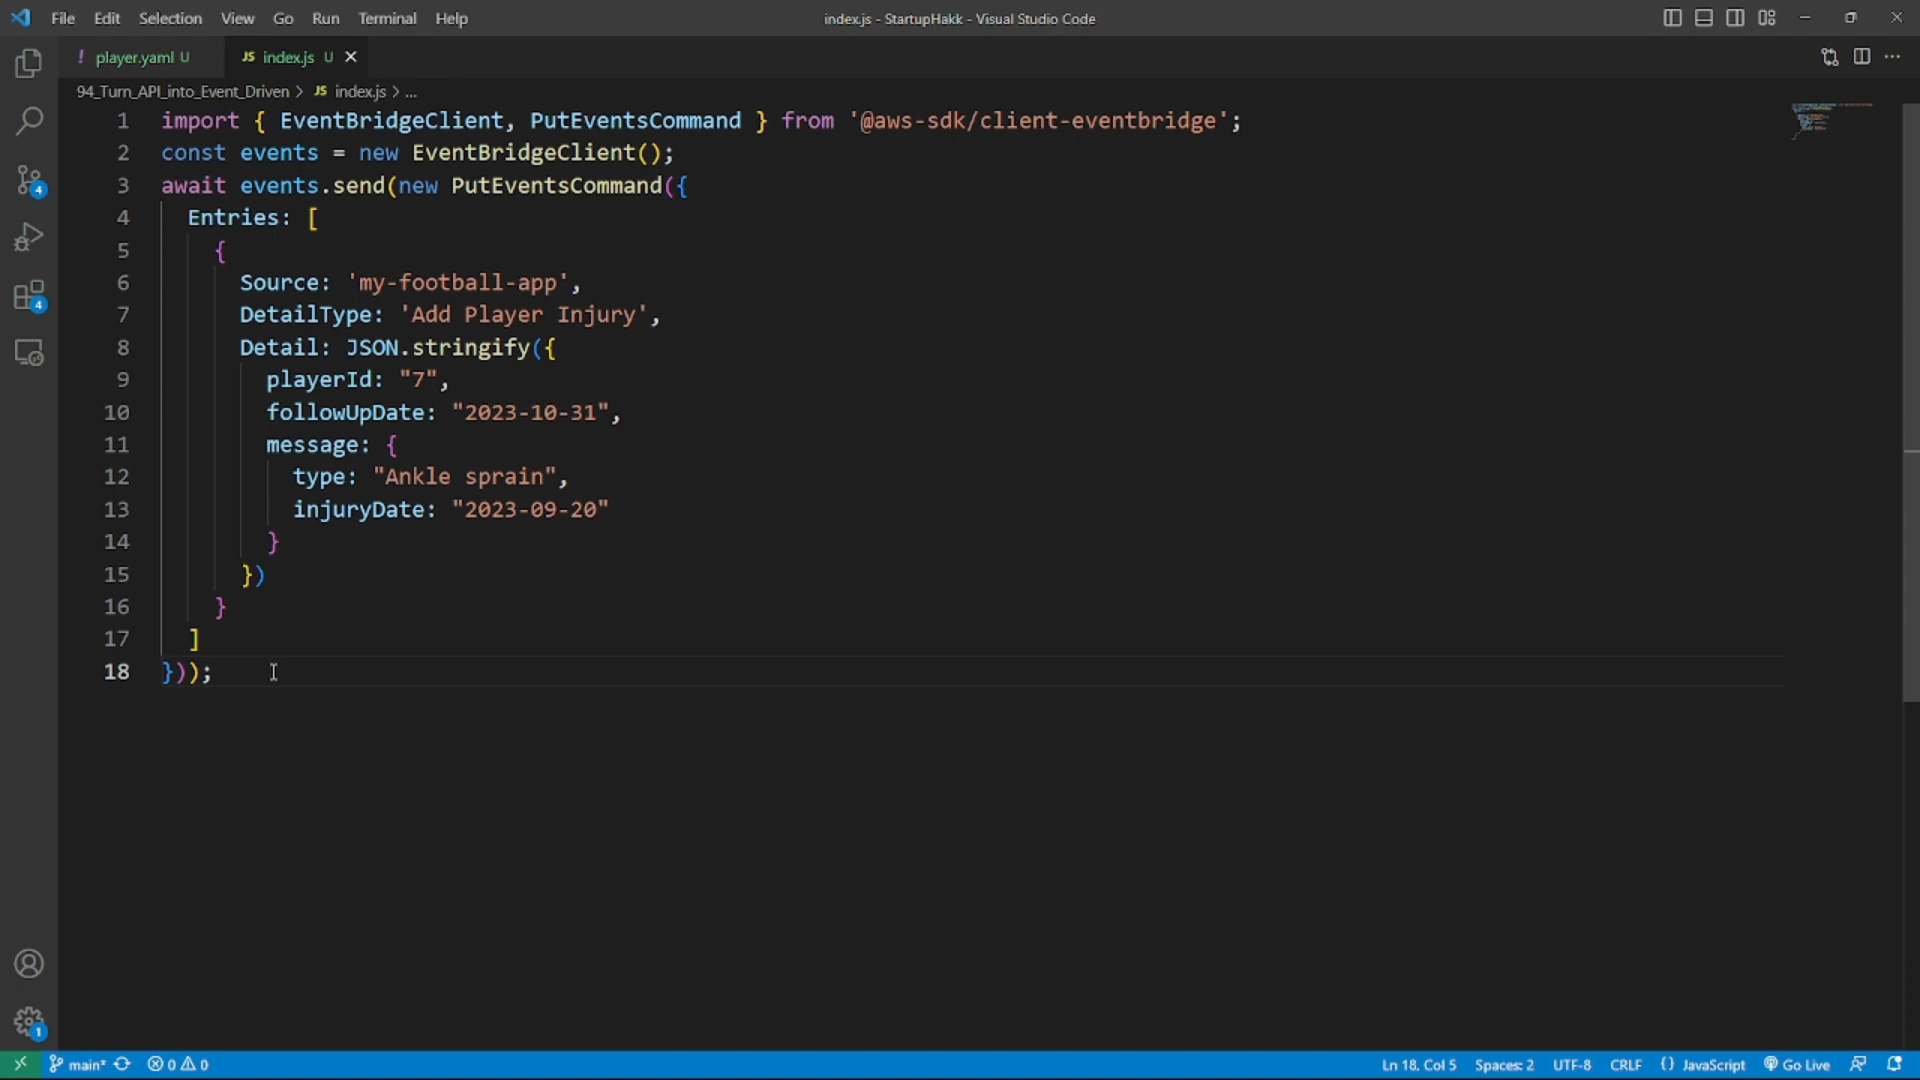 File Edit Selection View Go Run Terminal Help
index.js - StartupHakk - Visual Studio Code
! player.yaml U
JS index.js U
94_Turn_API_into_Event_Driven > JS index.js > ...
1 import { EventBridgeClient, PutEventsCommand } from '@aws-sdk/client-eventbridge';
2 const events = new EventBridgeClient();
3 await events.send(new PutEventsCommand({
4 Entries: [
5 {
6 Source: 'my-football-app',
7 DetailType: 'Add Player Injury',
8 Detail: JSON.stringify({
9 playerId: "7",
10 followUpDate: "2023-10-31",
11 message: {
12 type: "Ankle sprain",
13 injuryDate: "2023-09-20"
14 }
15 })
16 }
17 ]
18 }));
4
4
1
main* 0 0
Ln 18, Col 5 Spaces: 2 UTF-8 CRLF {} JavaScript Go Live